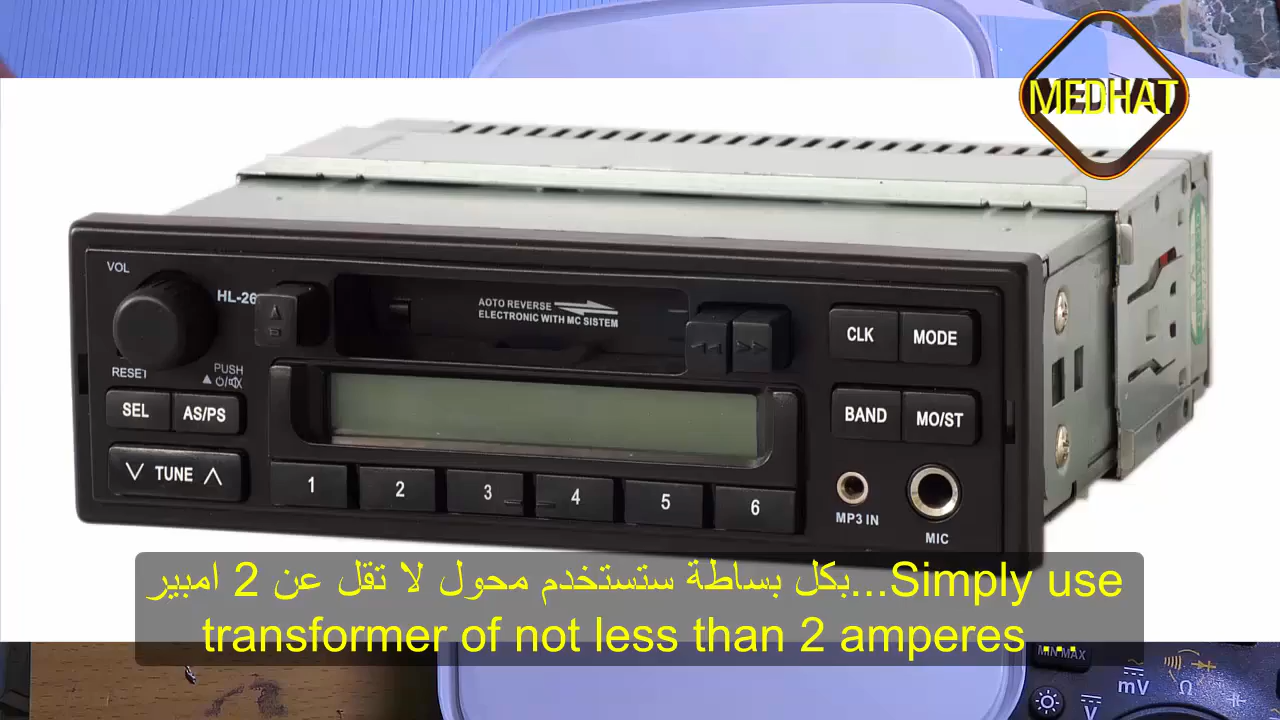 MEDHAT
VOL
HL-26
AOTO REVERSE
ELECTRONIC WITH MC SISTEM
CLK
MODE
RESET
PUSH
SEL
AS/PS
BAND
MO/ST
TUNE
1
2
3
4
5
6
MP3 IN
MIC
بكل بساطة ستستخدم محول لا تقل عن 2 امبير...Simply use
transformer of not less than 2 amperes ...
MIN MAX
mV
Ω
V